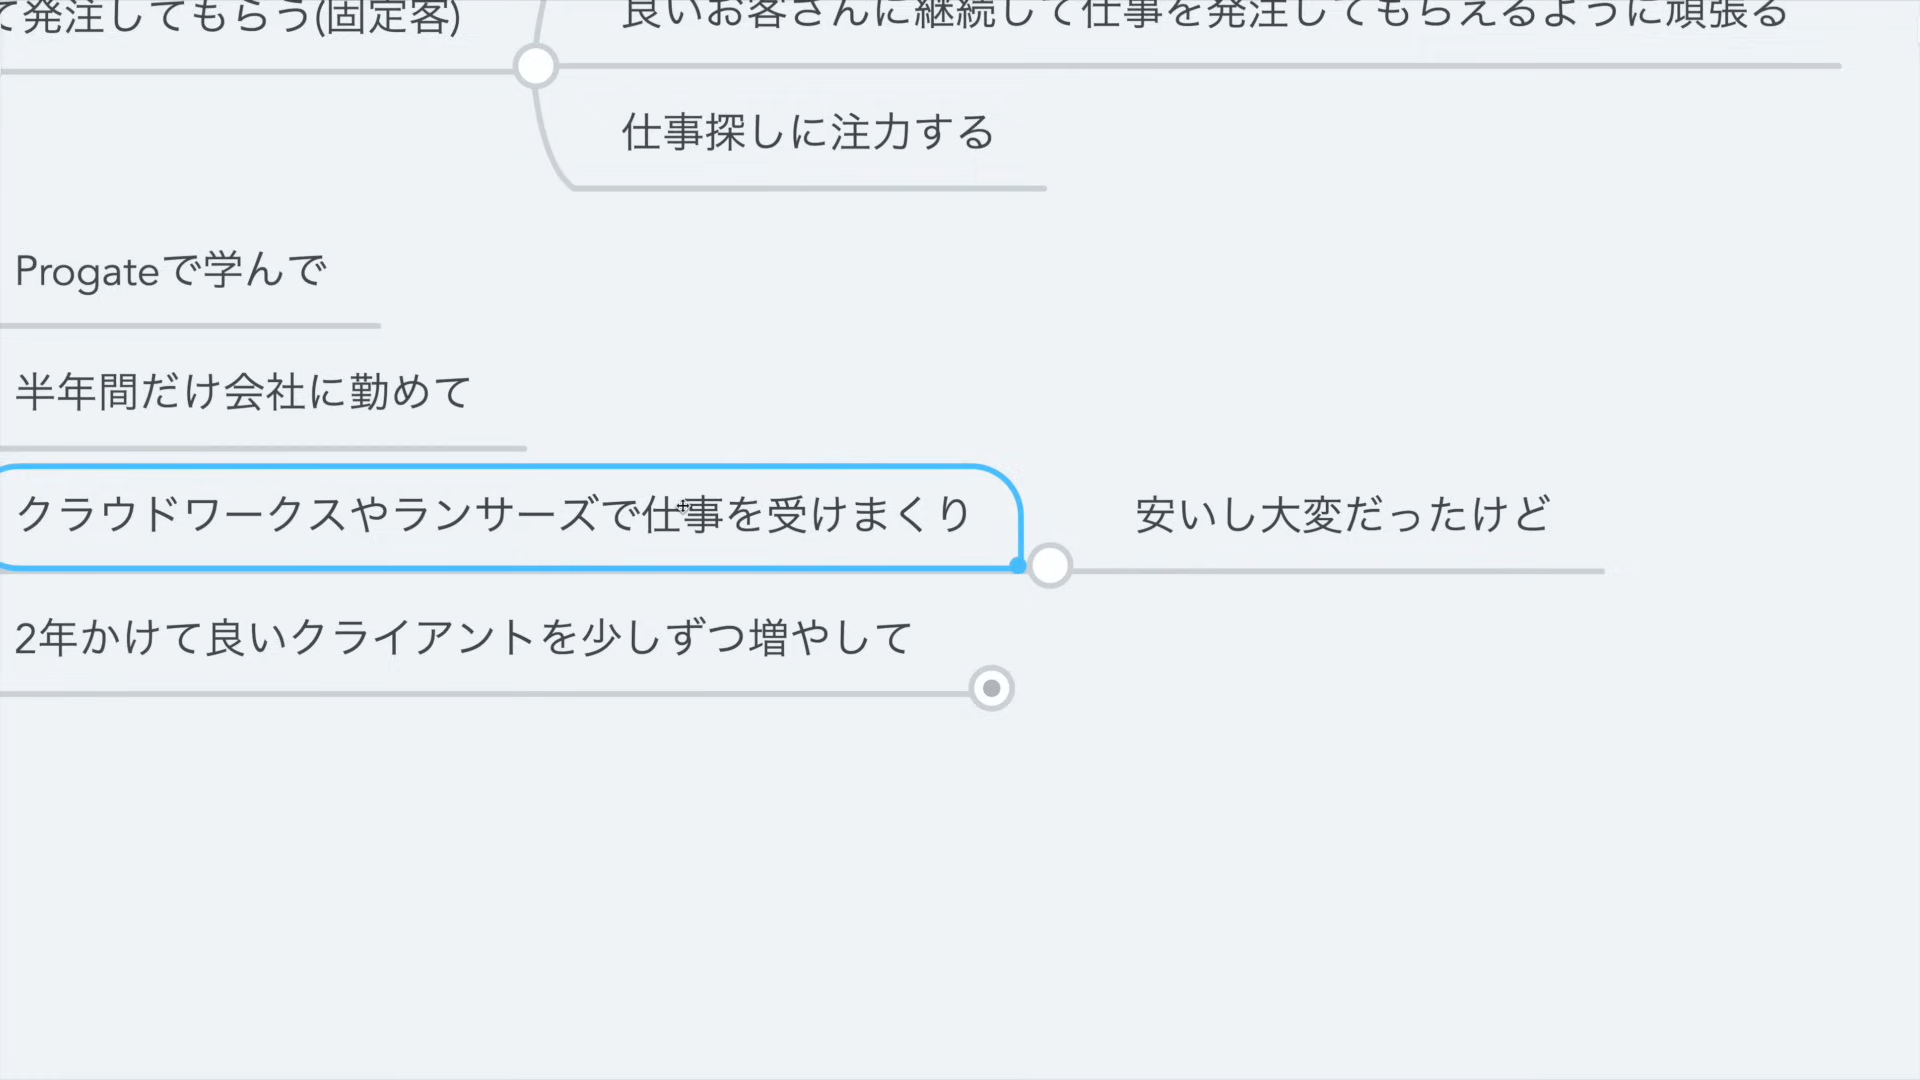 て発注してもらう(固定客)
良いお客さんに継続して仕事を発注してもらえるように頑張る
仕事探しに注力する
Progateで学んで
半年間だけ会社に勤めて
クラウドワークスやランサーズで仕事を受けまくり
安いし大変だったけど
2年かけて良いクライアントを少しずつ増やして